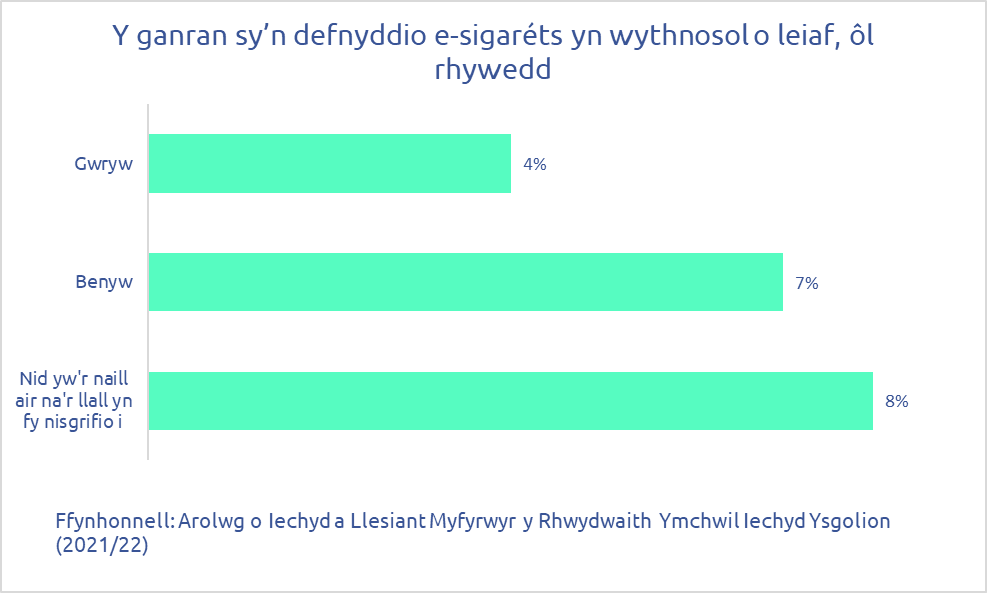 Y ganran sy’n defnyddio e-sigaréts yn wythnosol o leiaf, ôl
rhywedd
Gwryw
4%
Benyw
7%
Nid yw'r naill
air na'r llall yn
fy nisgrifio i
8%
Ffynhonnell: Arolwg o Iechyd a Llesiant Myfyrwyr y Rhwydwaith Ymchwil Iechyd Ysgolion
(2021/22)